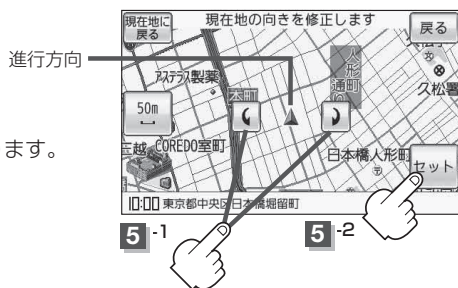 現在地に
戻る
現在地の向きを修正します
戻る
進行方向
アステラス製薬
人形
通町
久松署
50m
本町
ます。
三越
COREDO室町
日本橋人形町
セット
10:00 東京都中央区日本橋堀留町
5 -1
5 -2